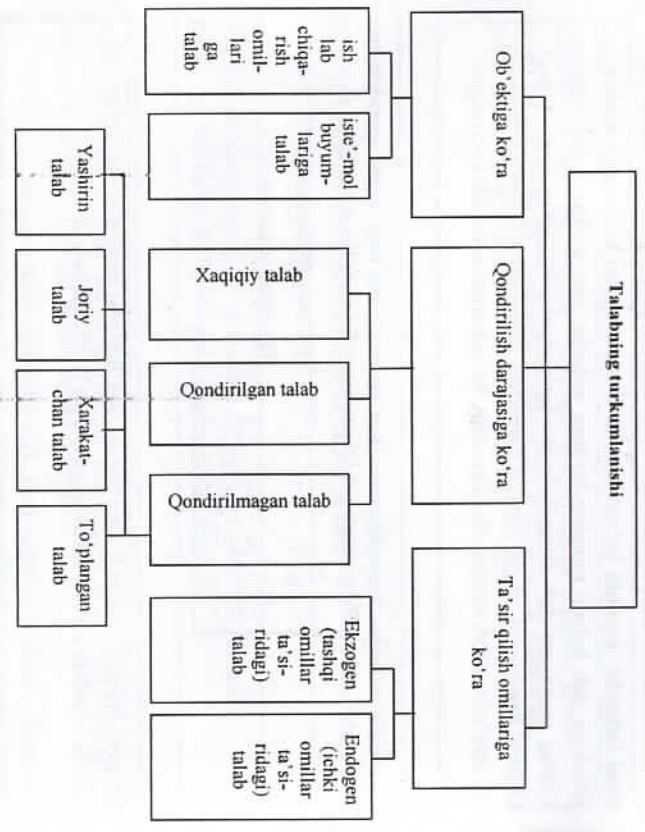 Talabning turkumlanishi
Ob'ektiga ko‘ra
Qondirilish darajasiga ko‘ra
Ta'sir qilish omillariga
ko‘ra
ish
lab
chiqa-
rish
omil-
lari
ga
talab
iste'-mol
buyum-
lariga
talab
Xaqiqiy talab
Qondirilgan talab
Qondirilmagan talab
Ekzogen
(tashqi
omillar
ta'si-
ridagi)
talab
Endogen
(ichki
omillar
ta'si-
ridagi)
talab
Yashirin
talab
Joriy
talab
Xarakat-
chan talab
To‘plangan
talab